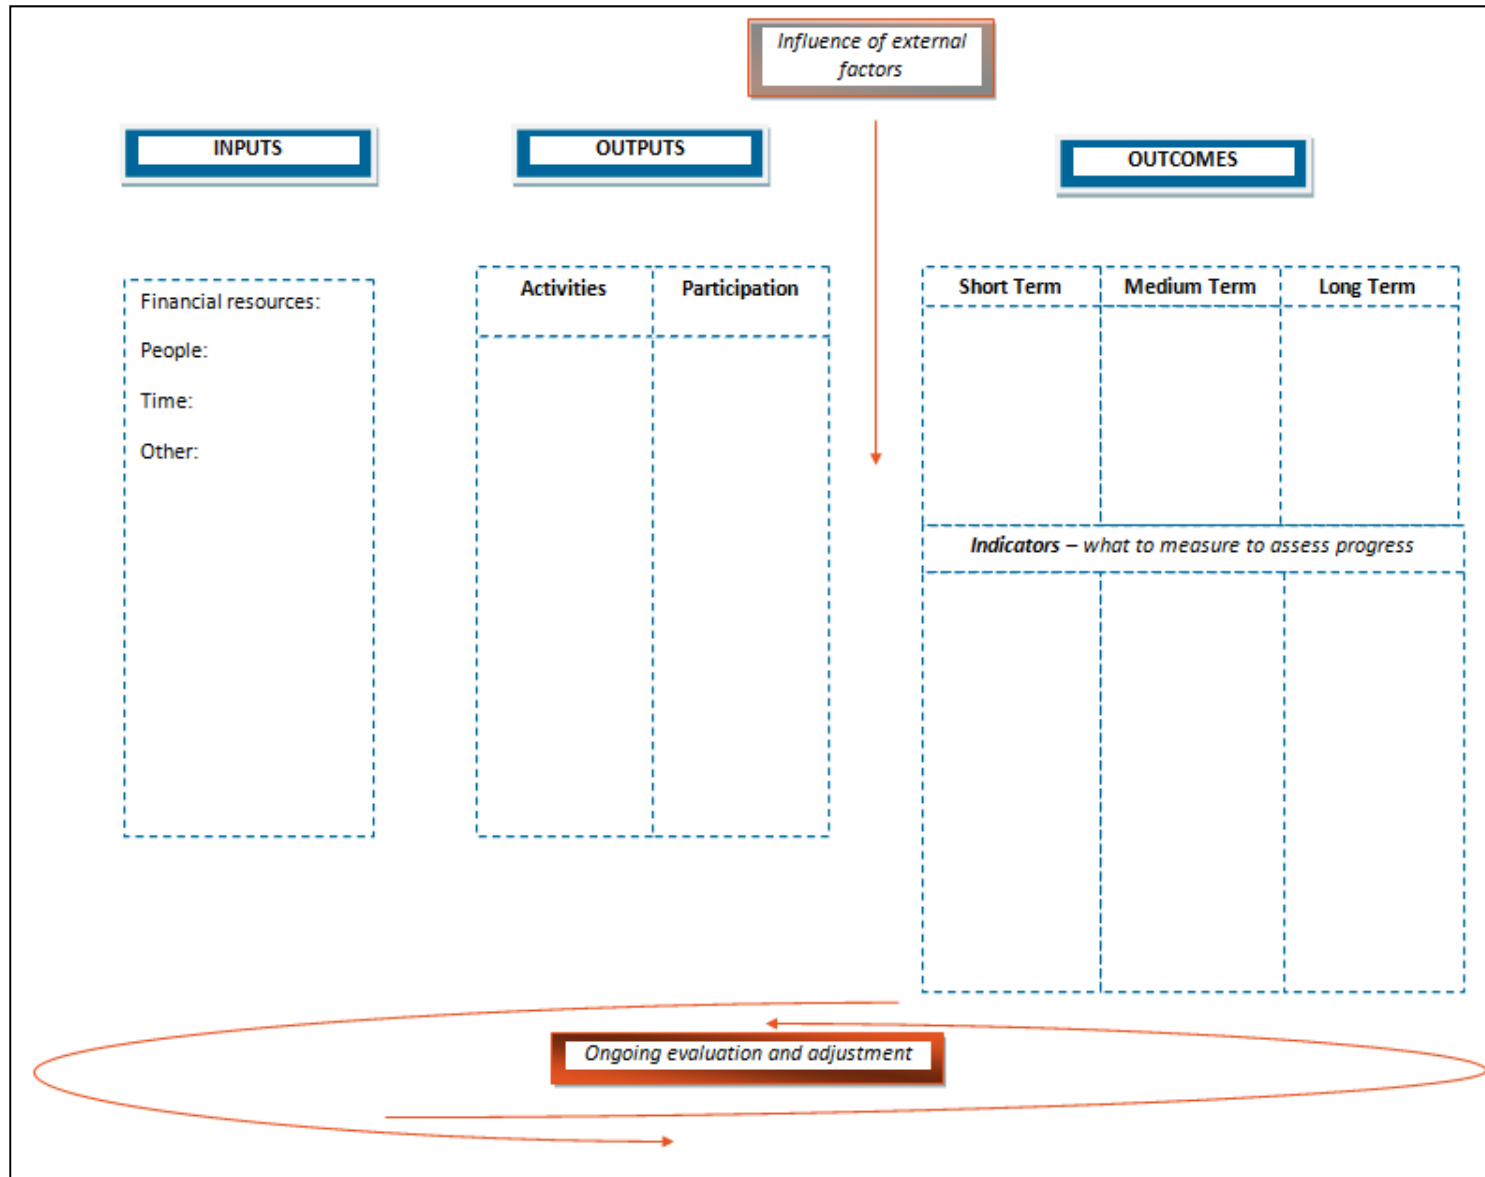 Influence of external
factors
INPUTS
OUTPUTS
OUTCOMES
Financial resources:
People:
Time:
Other:
Activities
Participation
Short Term
Medium Term
Long Term
Indicators – what to measure to assess progress
Ongoing evaluation and adjustment